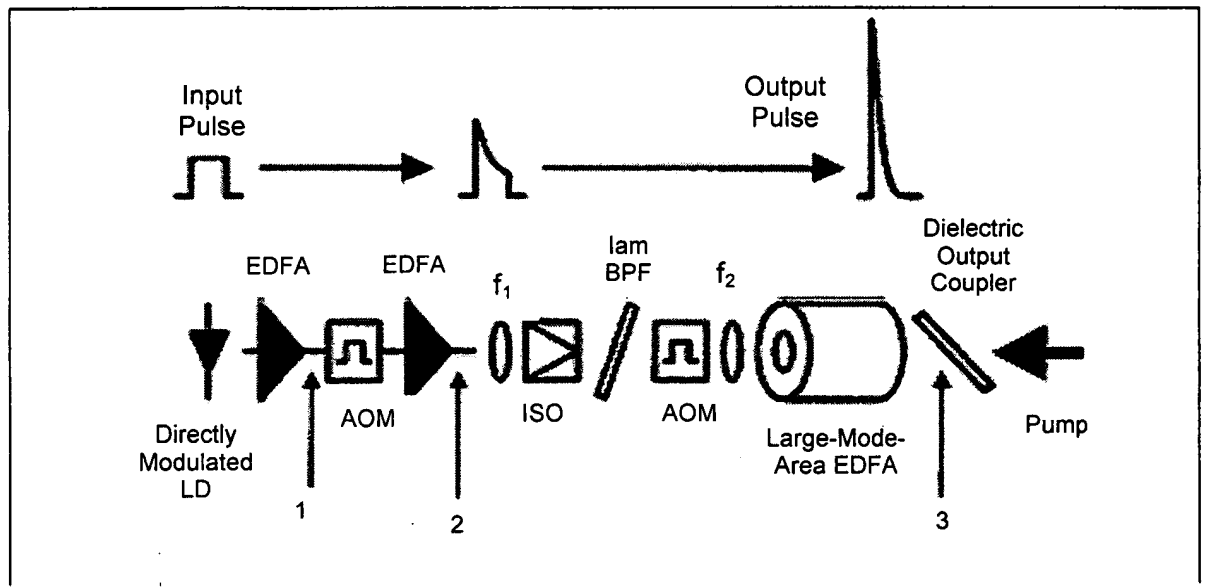 Input
Pulse
Output
Pulse
EDFA
EDFA
f1
Iam
BPF
f2
Dielectric
Output
Coupler
AOM
ISO
AOM
Directly
Modulated
LD
Large-Mode-
Area EDFA
Pump
1
2
3